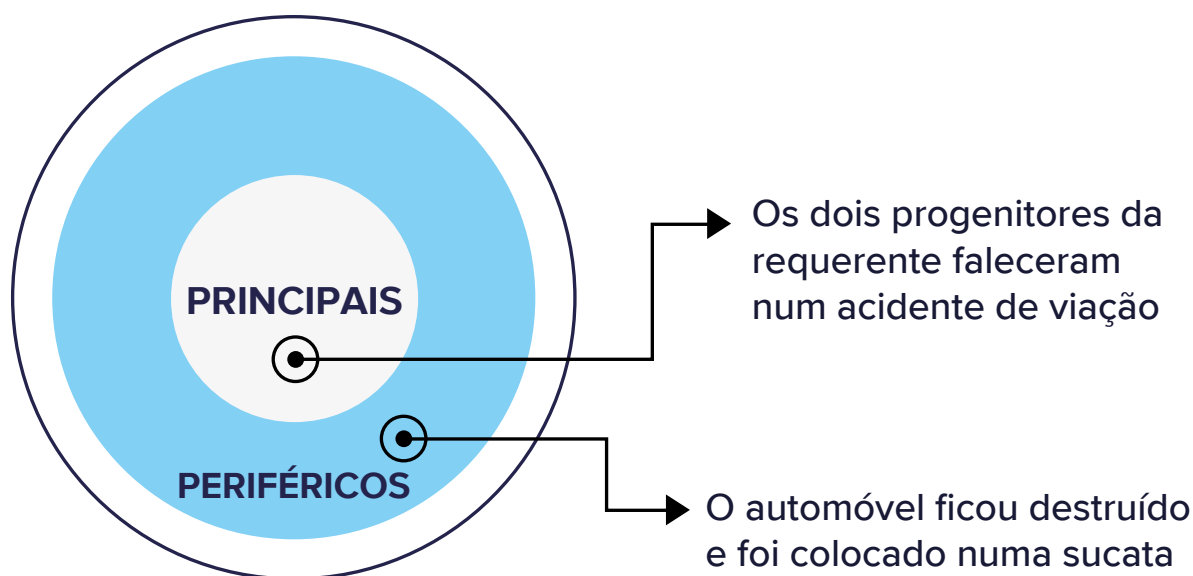 PRINCIPAIS
PERIFÉRICOS
Os dois progenitores da
requerente faleceram
num acidente de viação
O automóvel ficou destruído
e foi colocado numa sucata